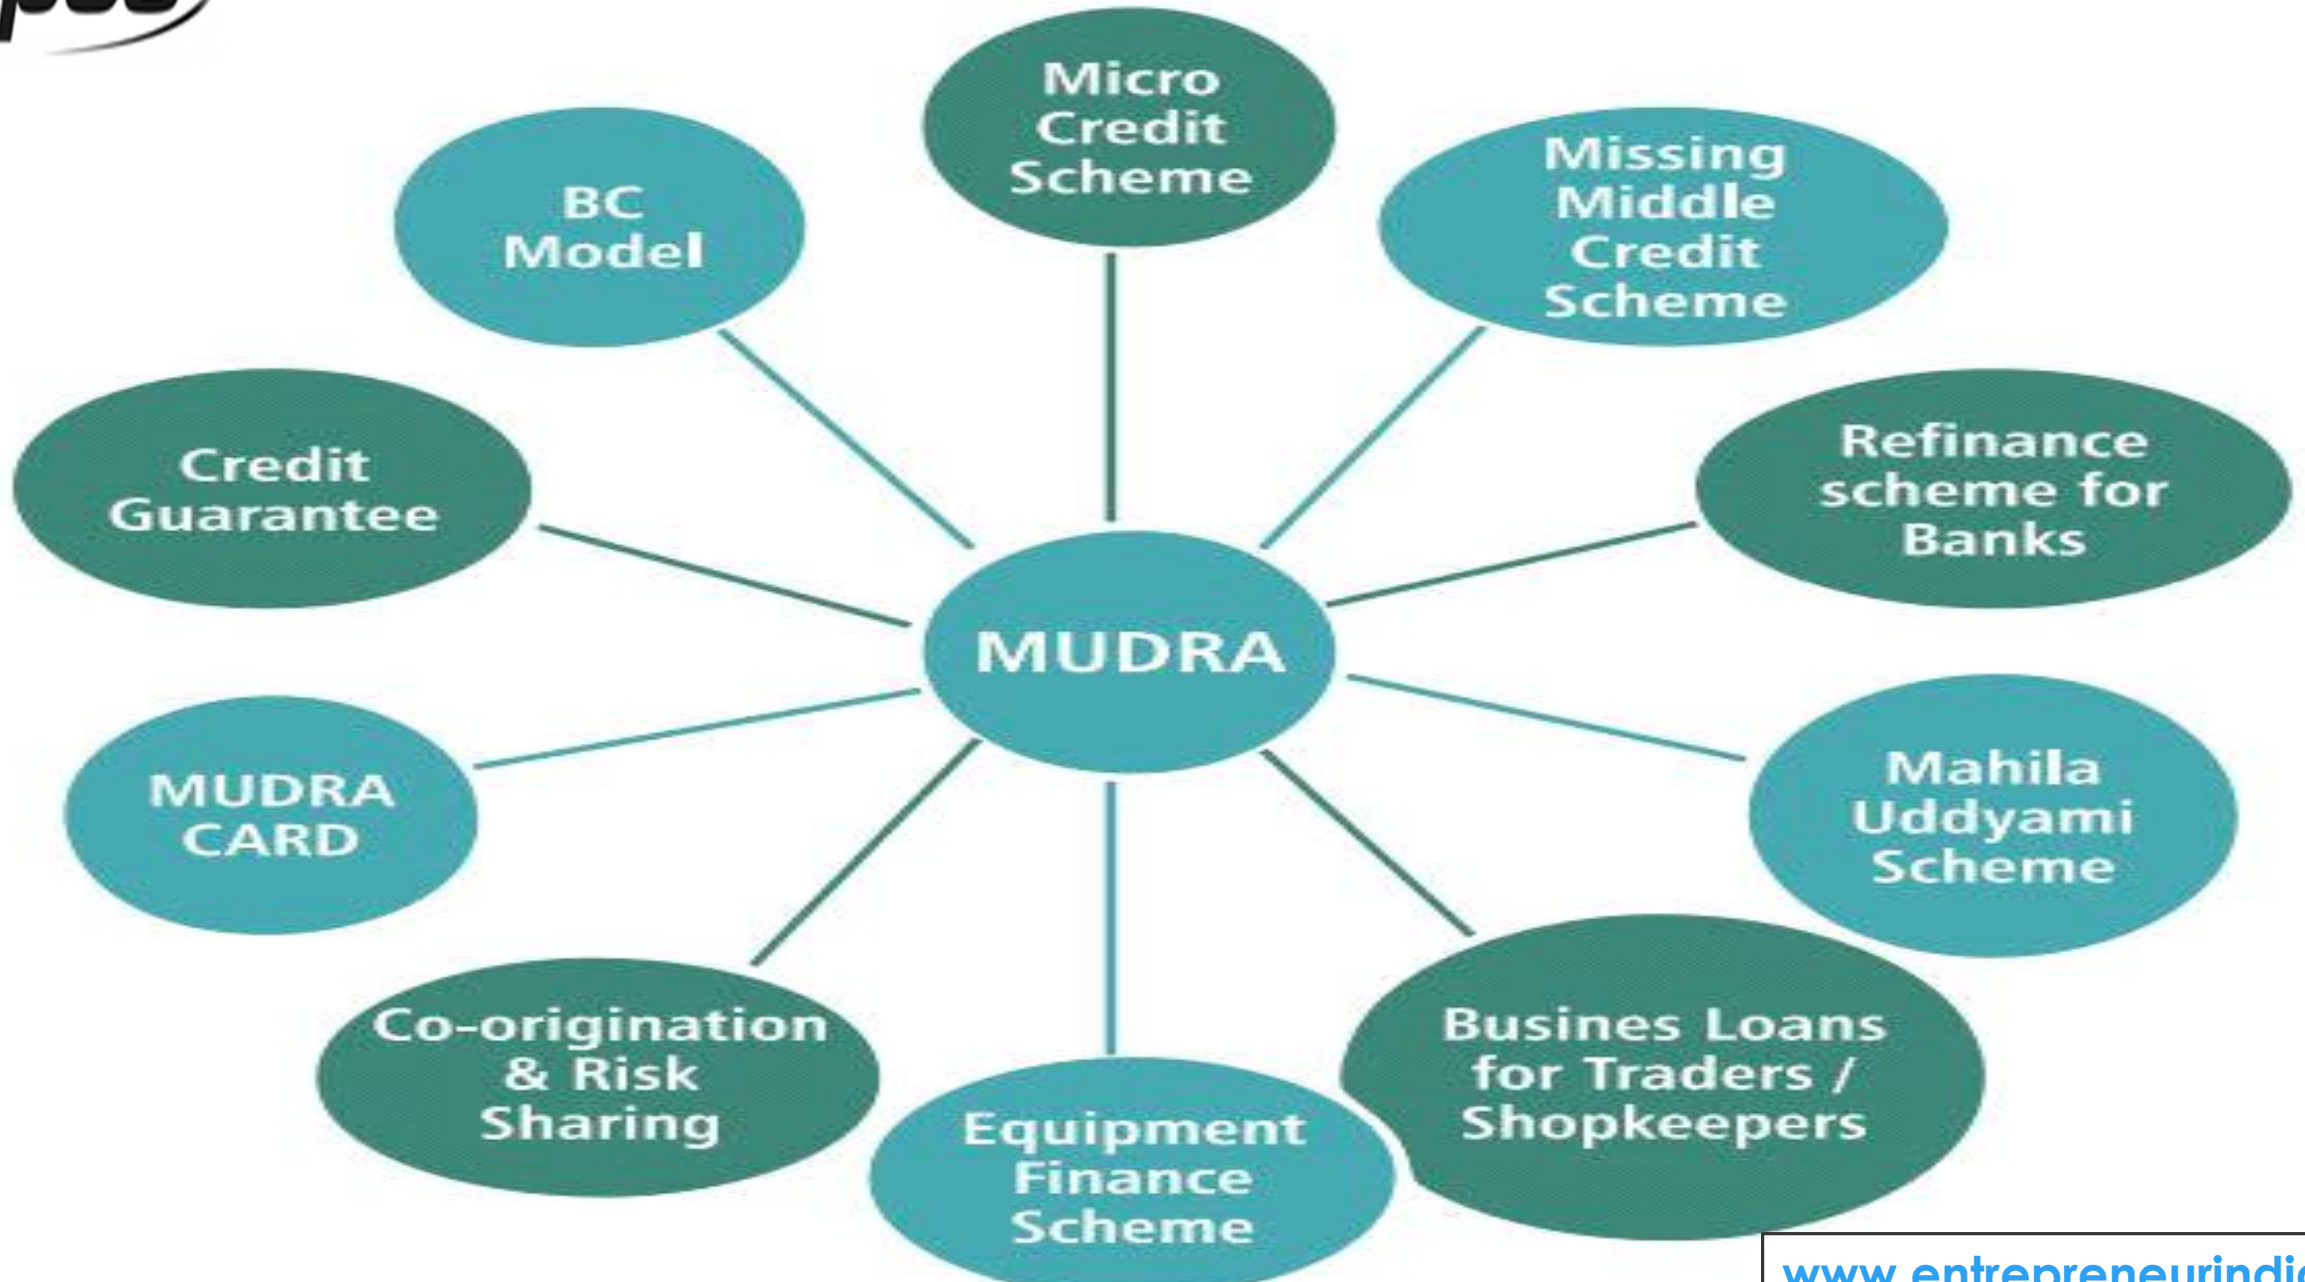 Micro
Credit
Scheme
Missing
Middle
Credit
Scheme
Refinance
scheme for
Banks
Mahila
Uddyami
Scheme
Busines Loans
for Traders /
Shopkeepers
Equipment
Finance
Scheme
Co-origination
& Risk
Sharing
MUDRA
CARD
Credit
Guarantee
BC
Model
MUDRA